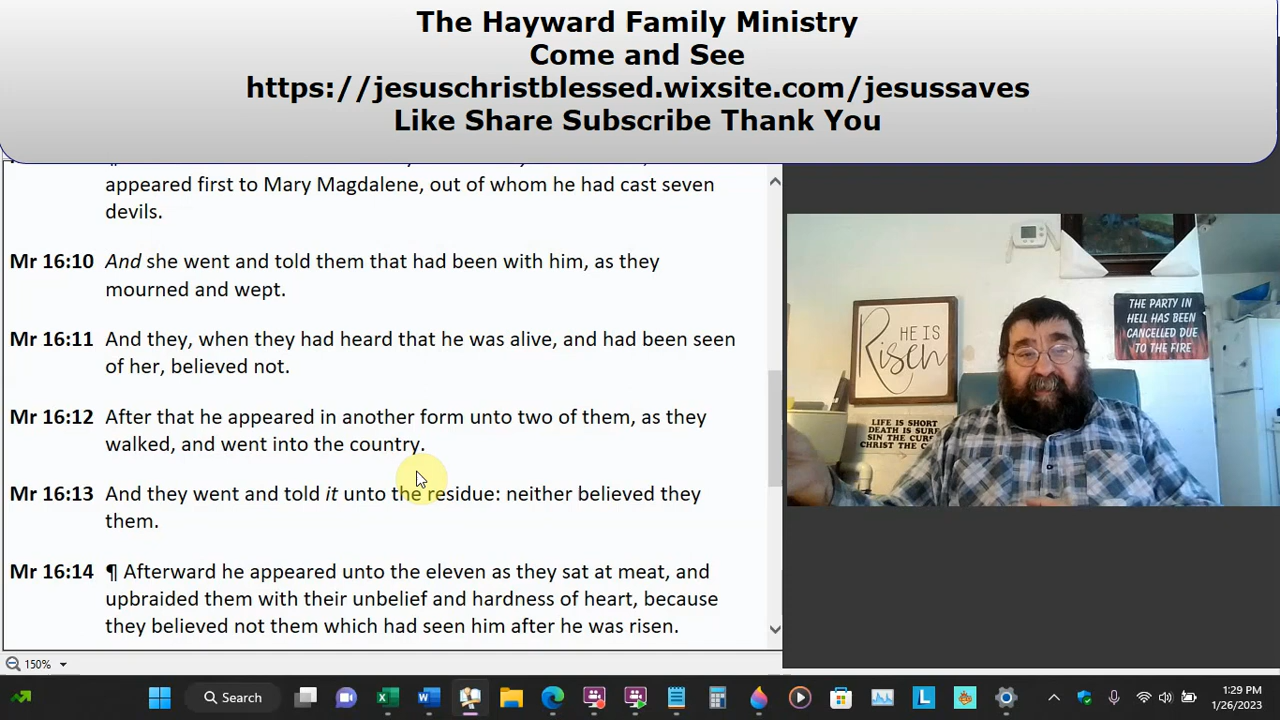 The Hayward Family Ministry
Come and See
https://jesuschristblessed.wixsite.com/jesussaves
Like Share Subscribe Thank You
appeared first to Mary Magdalene, out of whom he had cast seven
devils.
Mr 16:10 And she went and told them that had been with him, as they
mourned and wept.
Mr 16:11 And they, when they had heard that he was alive, and had been seen
of her, believed not.
Mr 16:12 After that he appeared in another form unto two of them, as they
walked, and went into the country.
Mr 16:13 And they went and told it unto the residue: neither believed they
them.
Mr 16:14 ¶ Afterward he appeared unto the eleven as they sat at meat, and
upbraided them with their unbelief and hardness of heart, because
they believed not them which had seen him after he was risen.
150%
HE IS
Risen
LIFE IS SHORT
DEATH IS SURE
SIN THE
CHRIST THE
THE PARTY IN
HELL HAS BEEN
CANCELLED DUE
TO THE FIRE
Search
1:29 PM
1/26/2023